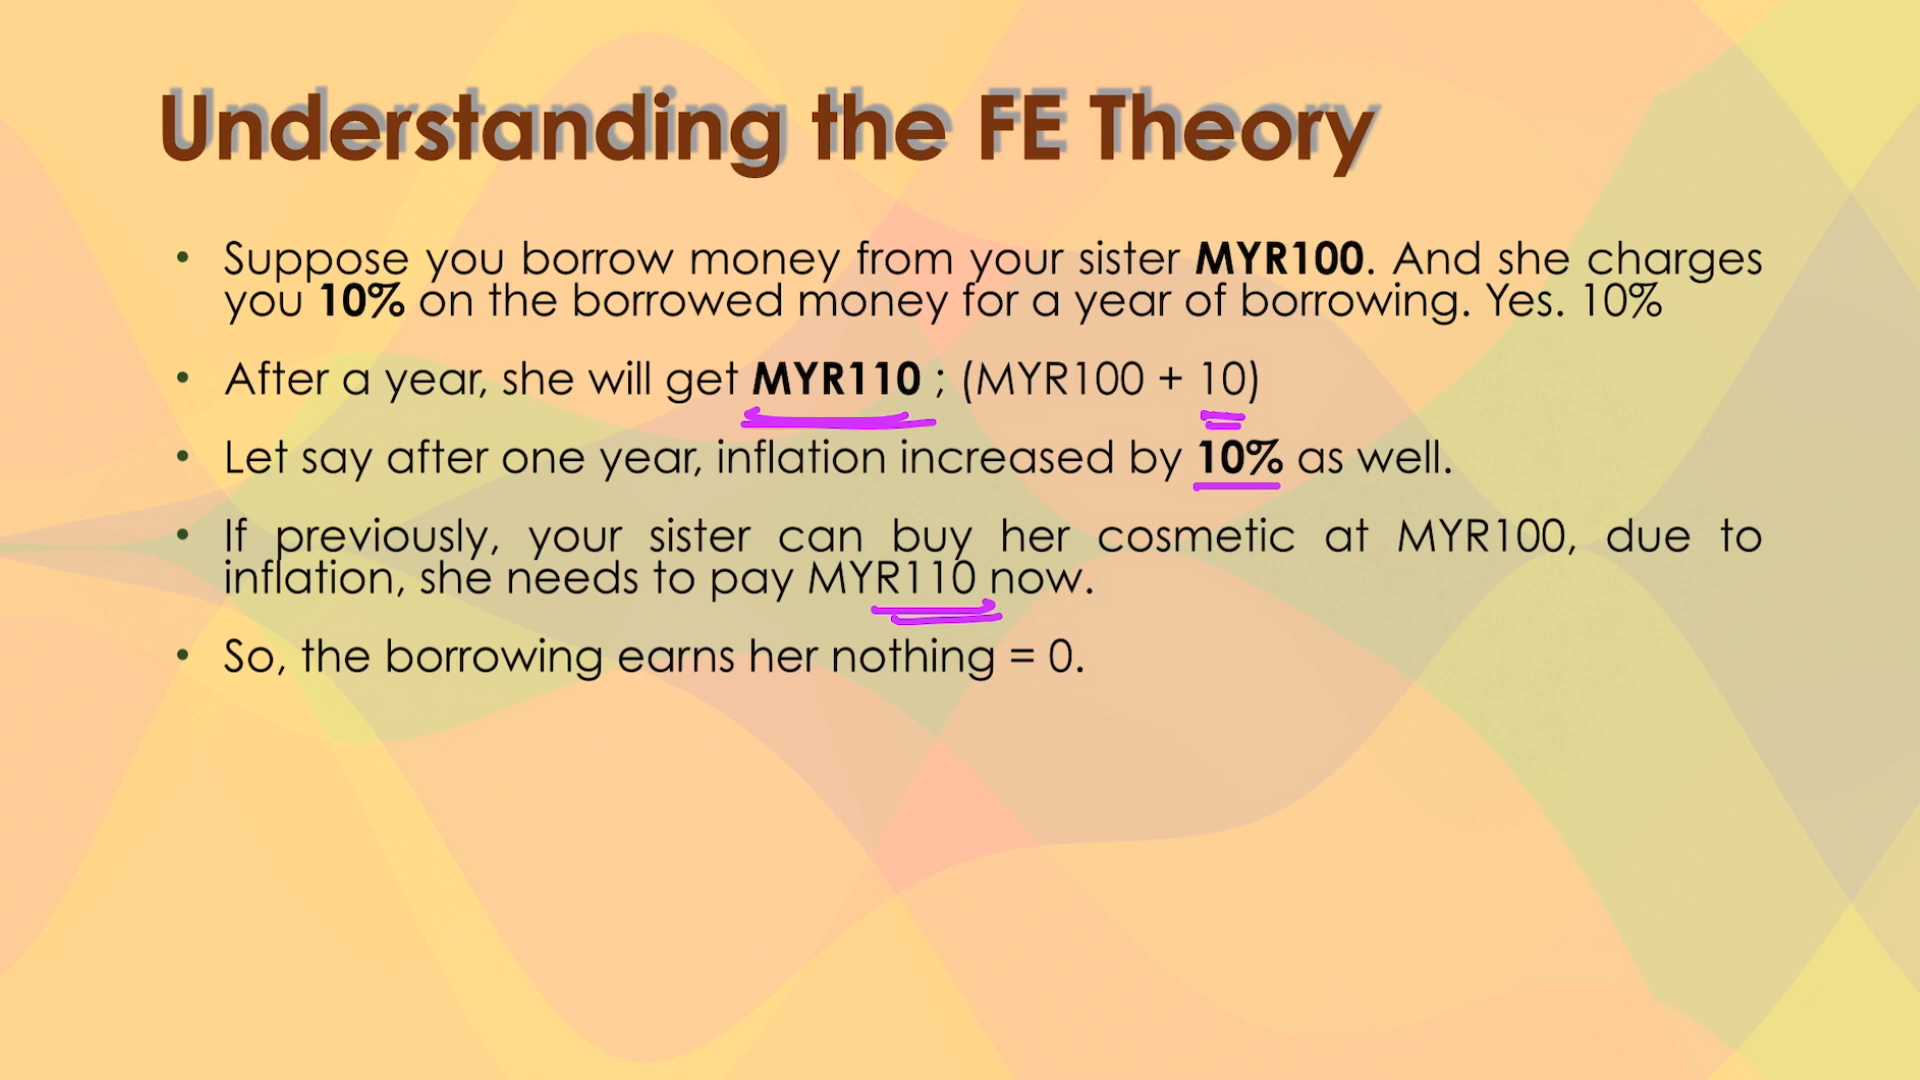 Understanding the FE Theory
• Suppose you borrow money from your sister MYR100. And she charges
you 10% on the borrowed money for a year of borrowing. Yes. 10%
• After a year, she will get MYR110 ; (MYR100 + 10)
• Let say after one year, inflation increased by 10% as well.
• If previously, your sister can buy her cosmetic at MYR100, due to
inflation, she needs to pay MYR110 now.
• So, the borrowing earns her nothing = 0.